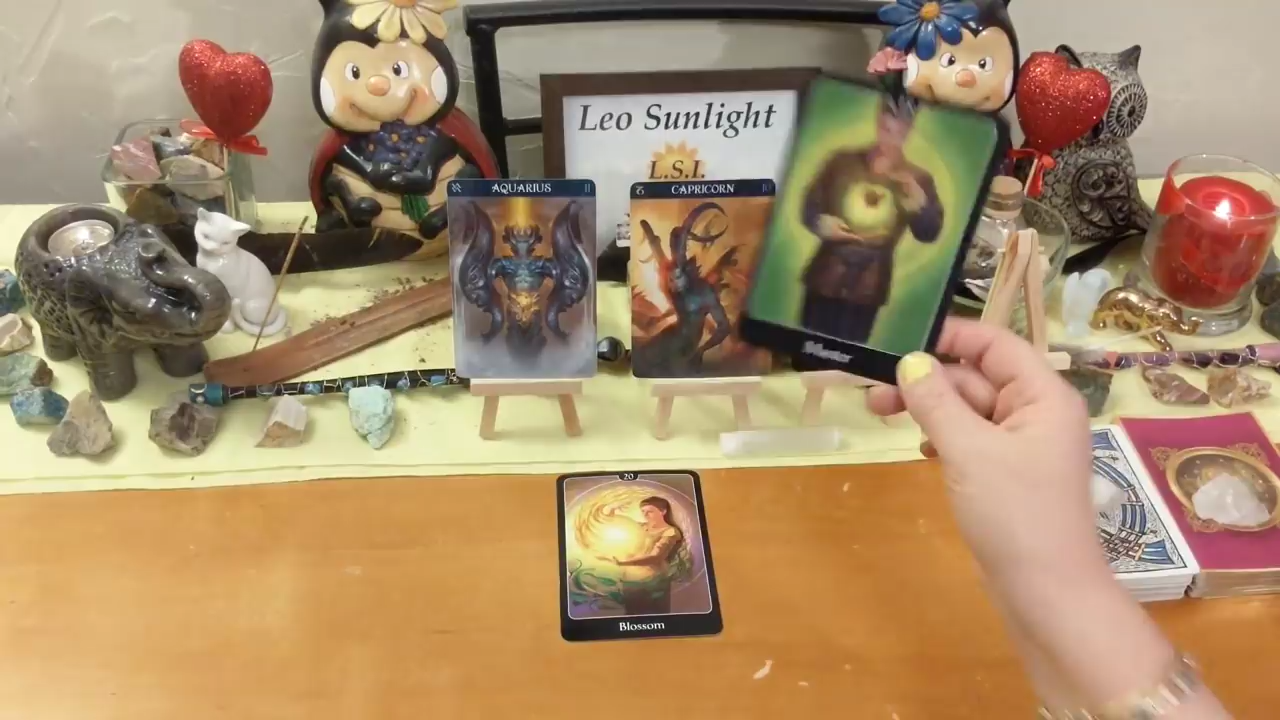 Leo Sunlight
L.S.I.
AQUARIUS
11
CAPRICORN
10
20
Blossom